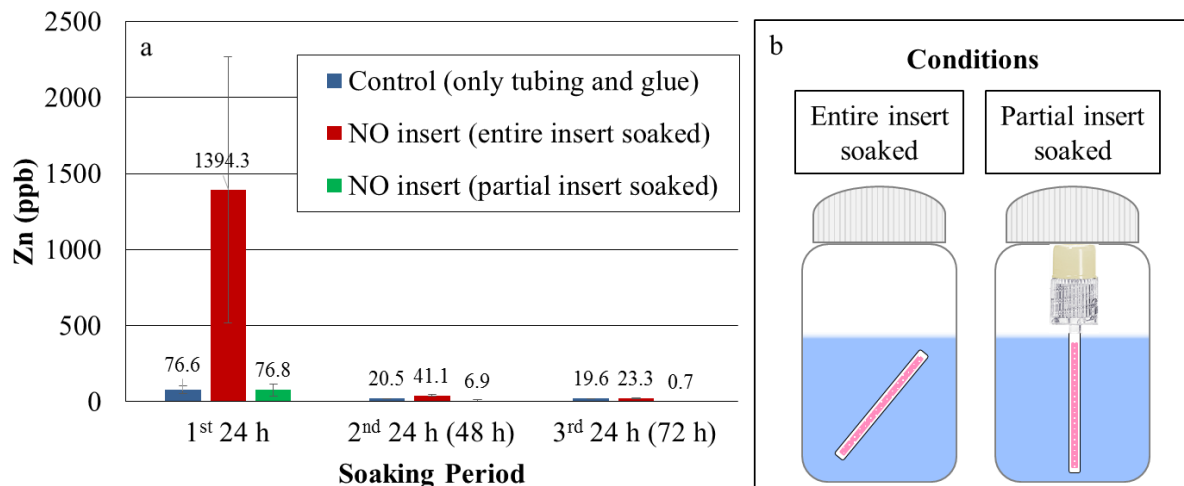 a
2500
2000
1500
1000
500
0
Zn (ppb)
Control (only tubing and glue)
NO insert (entire insert soaked)
NO insert (partial insert soaked)
76.6
1394.3
76.8
20.5
41.1
6.9
19.6
23.3
0.7
1st 24 h
2nd 24 h (48 h)
3rd 24 h (72 h)
Soaking Period
b
Conditions
Entire insert
soaked
Partial insert
soaked